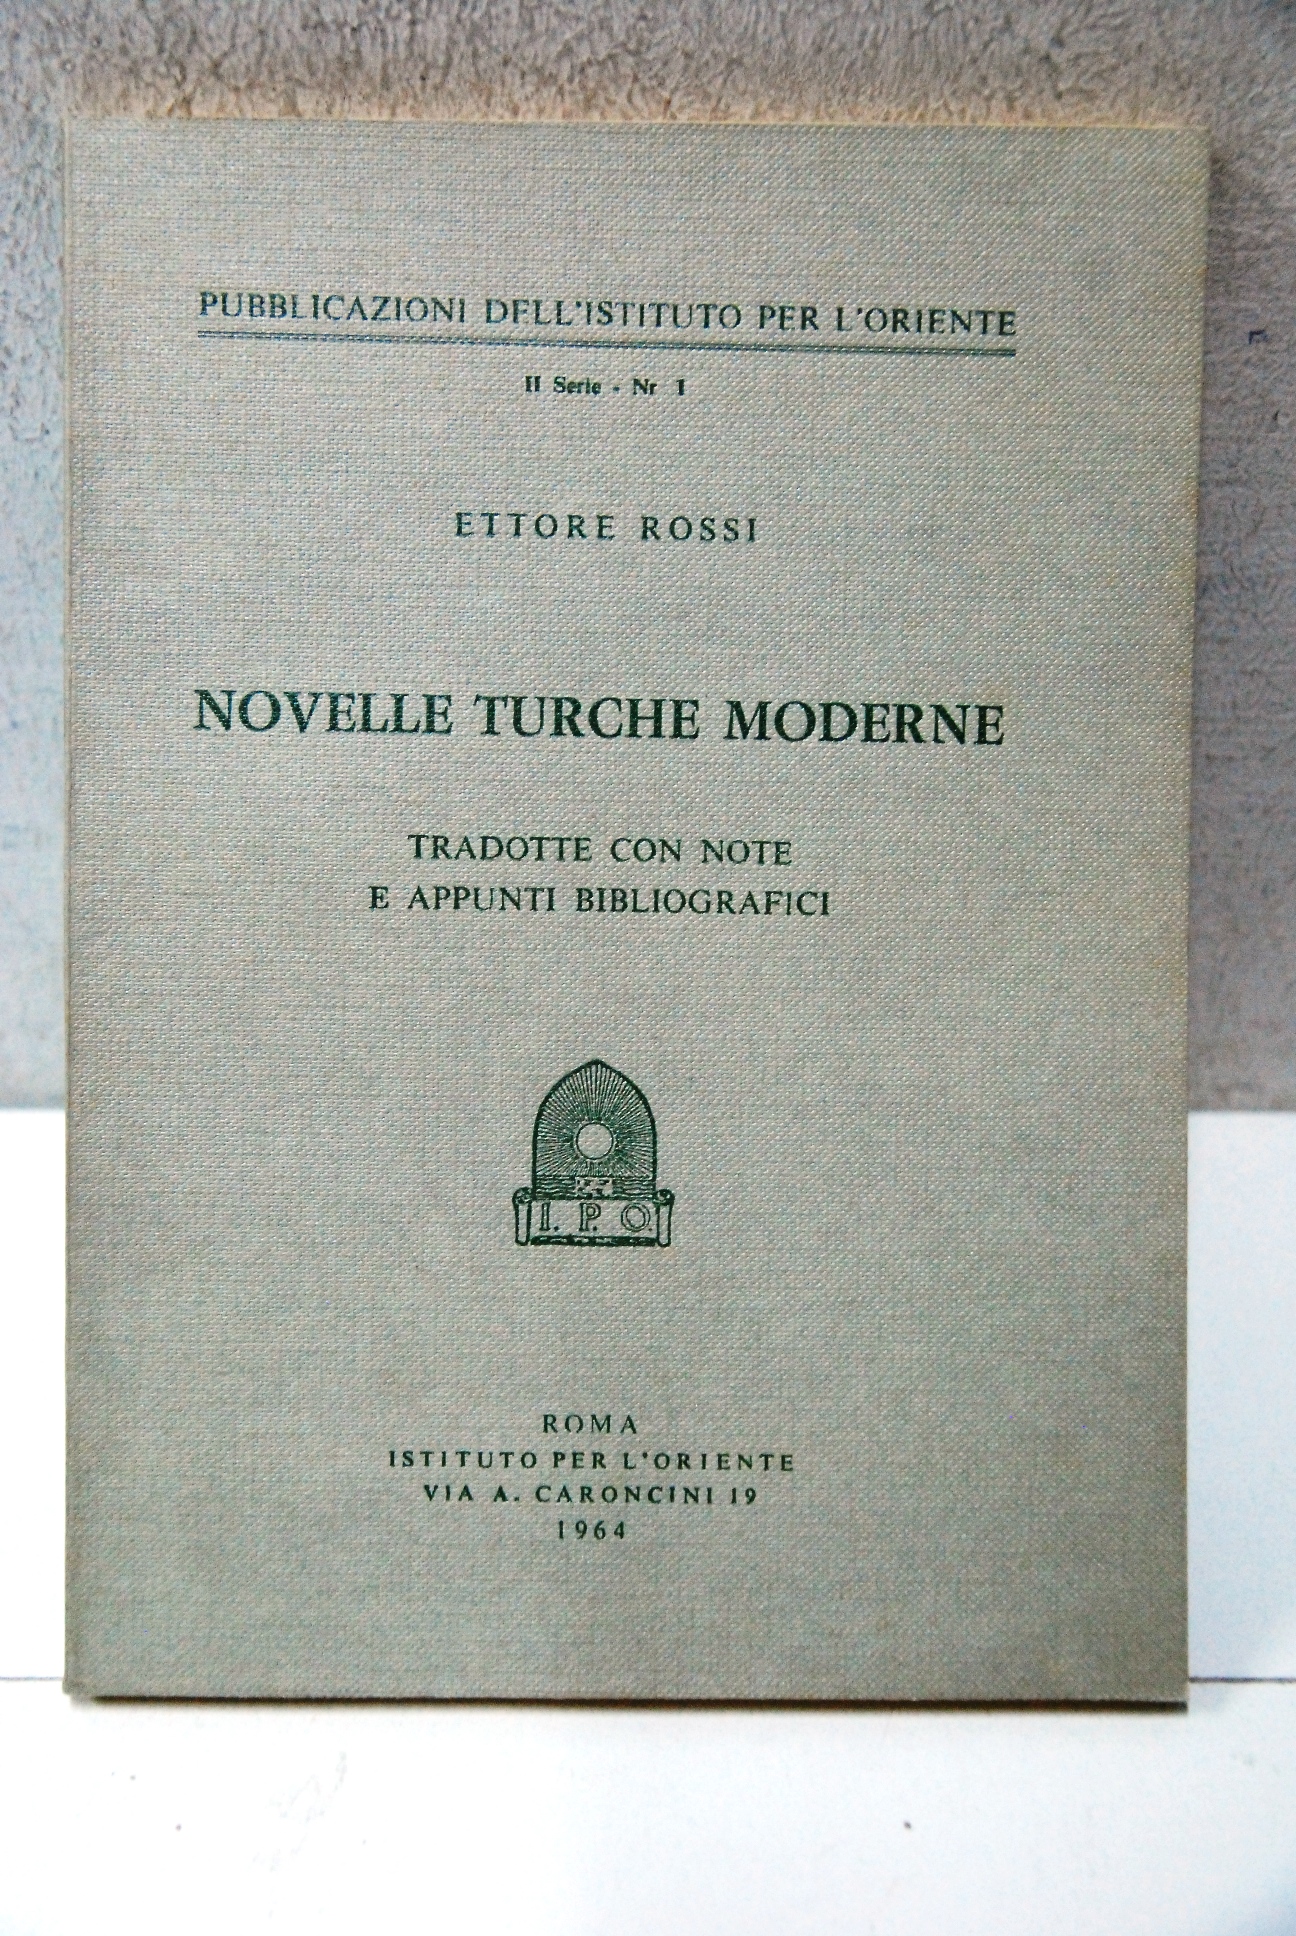 PUBBLICAZIONI DELL'ISTITUTO PER L'ORIENTE
II Serie - Nr 1
ETTORE ROSSI
NOVELLE TURCHE MODERNE
TRADOTTE CON NOTE
E APPUNTI BIBLIOGRAFICI
I. P. O.
ROMA
ISTITUTO PER L'ORIENTE
VIA A. CARONCINI 19
1964